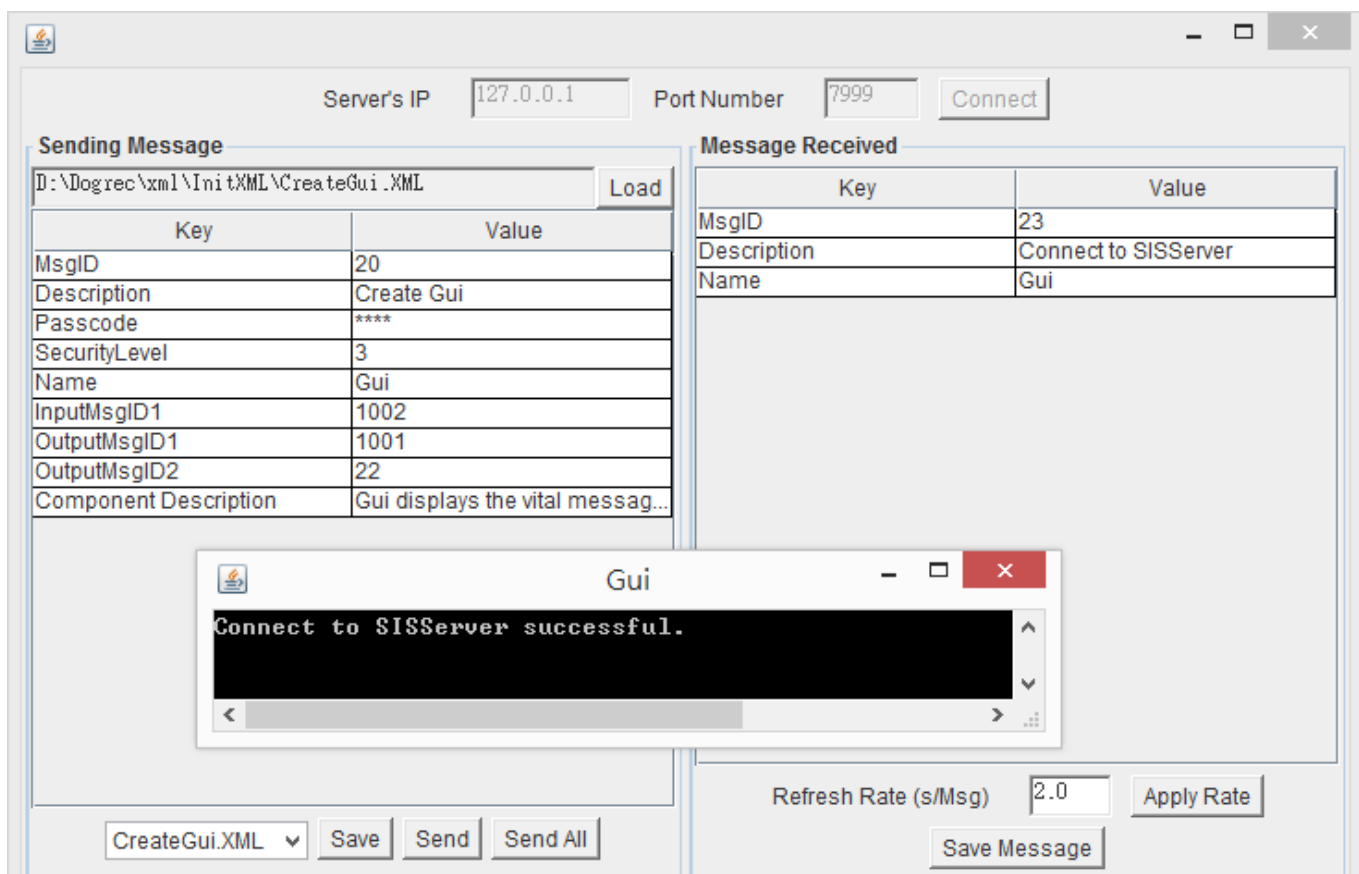 Server's IP 127.0.0.1 Port Number 7999 Connect
Sending Message
D:\Dogrec\xml\InitXML\CreateGui.XML Load
Key Value
MsgID 20
Description Create Gui
Passcode ****
SecurityLevel 3
Name Gui
InputMsgID1 1002
OutputMsgID1 1001
OutputMsgID2 22
Component Description Gui displays the vital messag...
CreateGui.XML Save Send Send All
Message Received
Key Value
MsgID 23
Description Connect to SISServer
Name Gui
Refresh Rate (s/Msg) 2.0 Apply Rate
Save Message
Gui
Connect to SISServer successful.